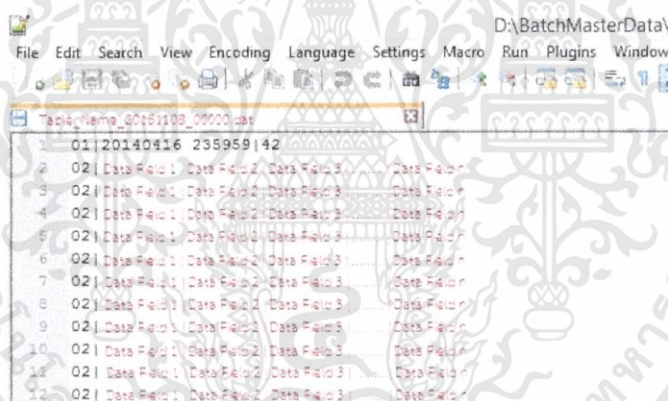 D:\BatchMasterData\
File Edit Search View Encoding Language Settings Macro Run Plugins Window
1 01|20140416 235959|42
2 02| Data Field 1 |Data Field 2| Data Field 3|........Data Field n
3 02| Data Field 1 |Data Field 2| Data Field 3|........Data Field n
4 02| Data Field 1 |Data Field 2| Data Field 3|........Data Field n
5 02| Data Field 1 |Data Field 2| Data Field 3|........Data Field n
6 02| Data Field 1 |Data Field 2| Data Field 3|........Data Field n
7 02| Data Field 1 |Data Field 2| Data Field 3|........Data Field n
8 02| Data Field 1 |Data Field 2| Data Field 3|........Data Field n
9 02| Data Field 1 |Data Field 2| Data Field 3|........Data Field n
10 02| Data Field 1 |Data Field 2| Data Field 3|........Data Field n
11 02| Data Field 1 |Data Field 2| Data Field 3|........Data Field n
12 02| Data Field 1 |Data Field 2| Data Field 3|........Data Field n